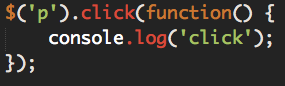 $('p').click(function() {
    console.log('click');
});